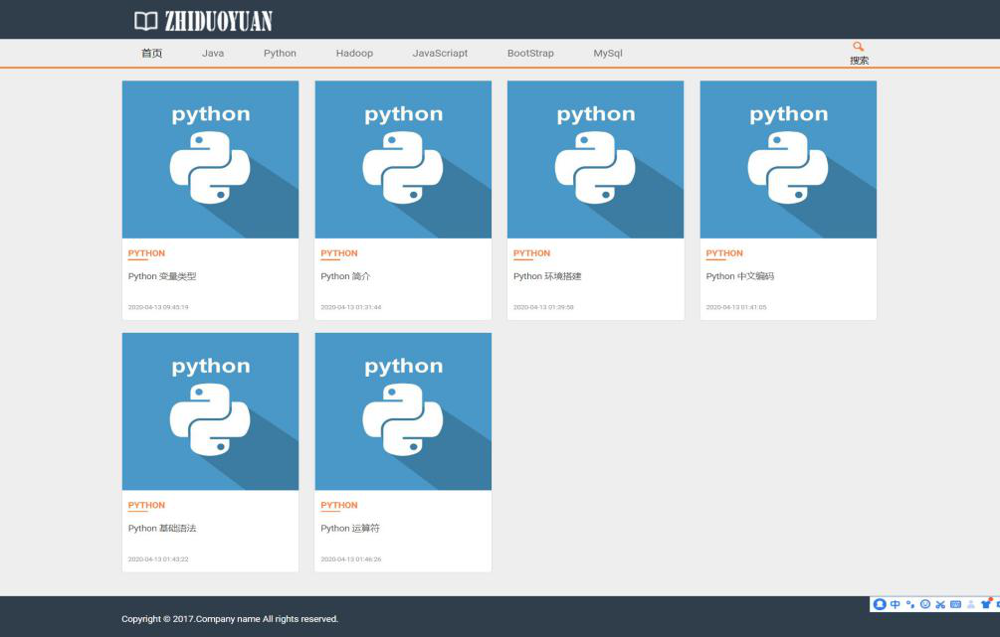 ZHIDUOYUAN
首页 Java Python Hadoop JavaScriapt BootStrap MySql 搜索
python python python python
PYTHON PYTHON PYTHON PYTHON
Python 变量类型 Python 简介 Python 环境搭建 Python 中文编码
2020-04-13 09:45:19 2020-04-13 01:31:44 2020-04-13 01:39:58 2020-04-13 01:41:05
python python
PYTHON PYTHON
Python 基础语法 Python 运算符
2020-04-13 01:43:22 2020-04-13 01:46:26
中
Copyright © 2017.Company name All rights reserved.